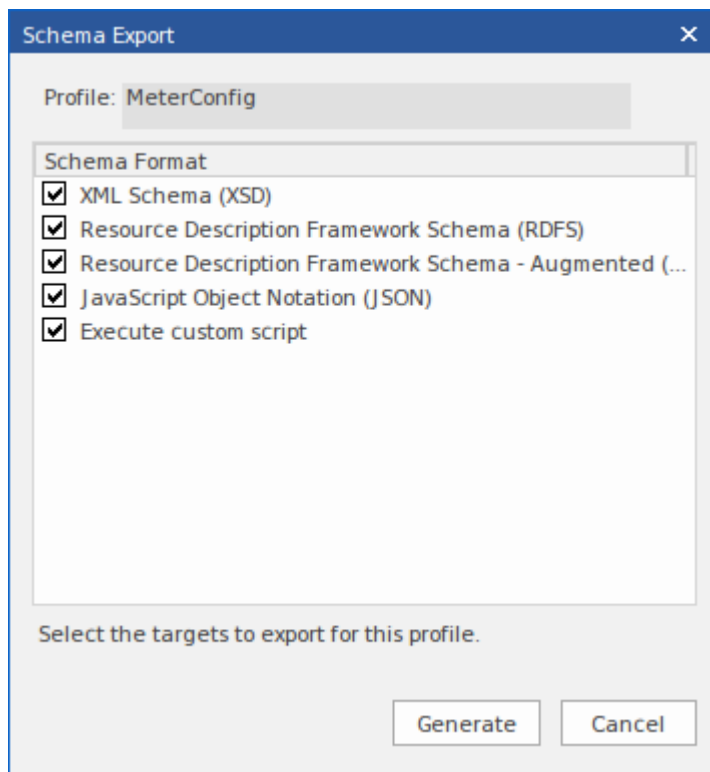 Schema Export
Profile: MeterConfig
Schema Format
XML Schema (XSD)
Resource Description Framework Schema (RDFS)
Resource Description Framework Schema - Augmented (...
JavaScript Object Notation (JSON)
Execute custom script
Select the targets to export for this profile.
Generate Cancel